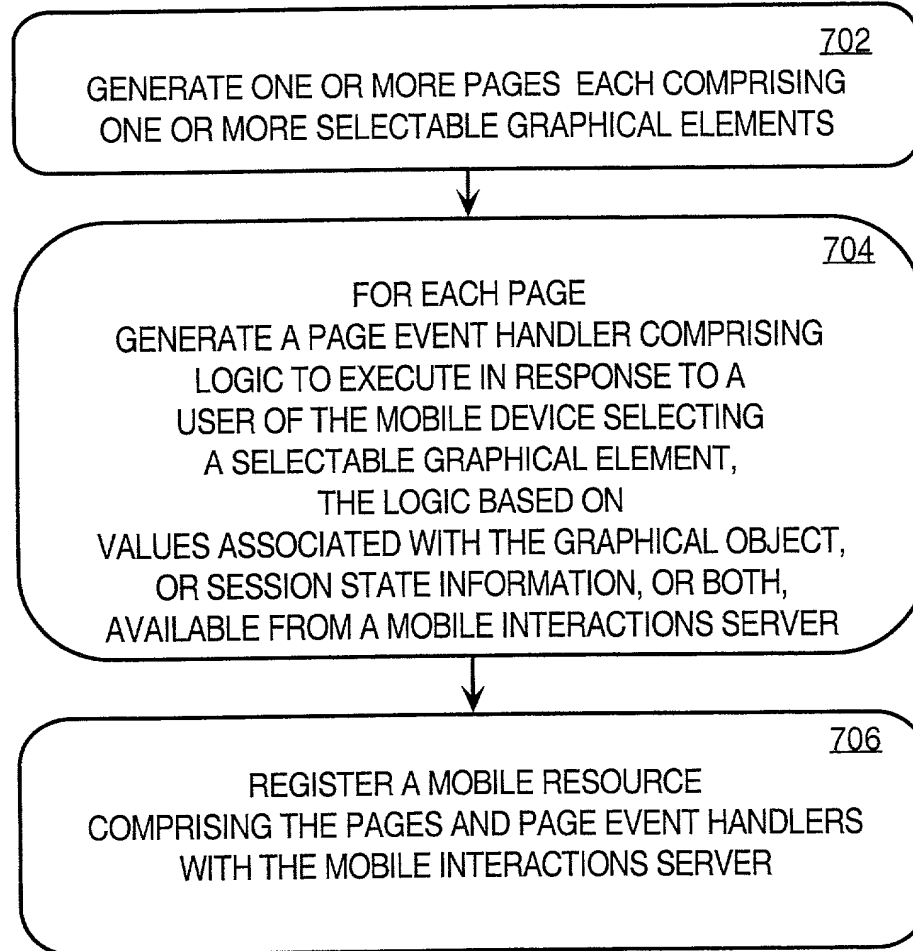 702
GENERATE ONE OR MORE PAGES EACH COMPRISING
ONE OR MORE SELECTABLE GRAPHICAL ELEMENTS
704
FOR EACH PAGE
GENERATE A PAGE EVENT HANDLER COMPRISING
LOGIC TO EXECUTE IN RESPONSE TO A
USER OF THE MOBILE DEVICE SELECTING
A SELECTABLE GRAPHICAL ELEMENT,
THE LOGIC BASED ON
VALUES ASSOCIATED WITH THE GRAPHICAL OBJECT,
OR SESSION STATE INFORMATION, OR BOTH,
AVAILABLE FROM A MOBILE INTERACTIONS SERVER
706
REGISTER A MOBILE RESOURCE
COMPRISING THE PAGES AND PAGE EVENT HANDLERS
WITH THE MOBILE INTERACTIONS SERVER